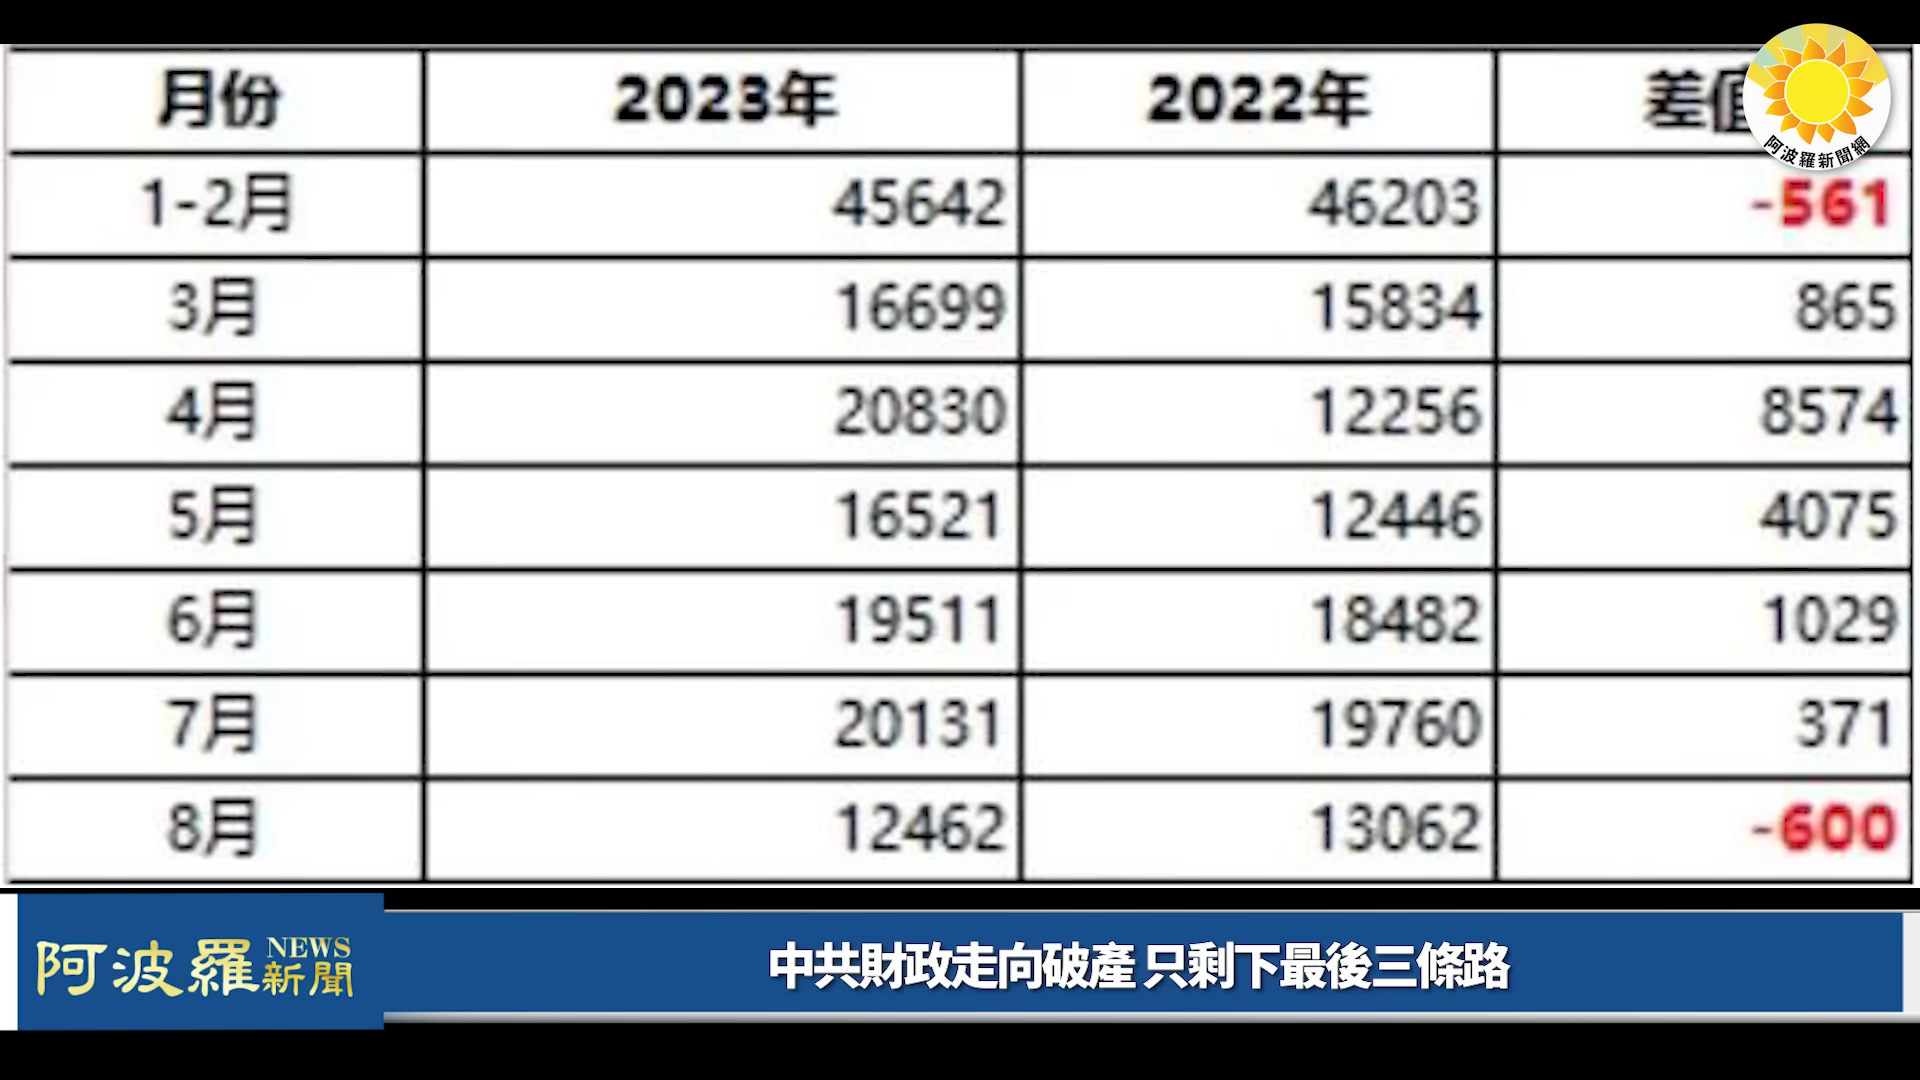 月份 2023年 2022年 差
阿波羅新聞網
1-2月 45642 46203 -561
3月 16699 15834 865
4月 20830 12256 8574
5月 16521 12446 4075
6月 19511 18482 1029
7月 20131 19760 371
8月 12462 13062 -600
阿波羅 NEWS 新聞
中共財政走向破產 只剩下最後三條路